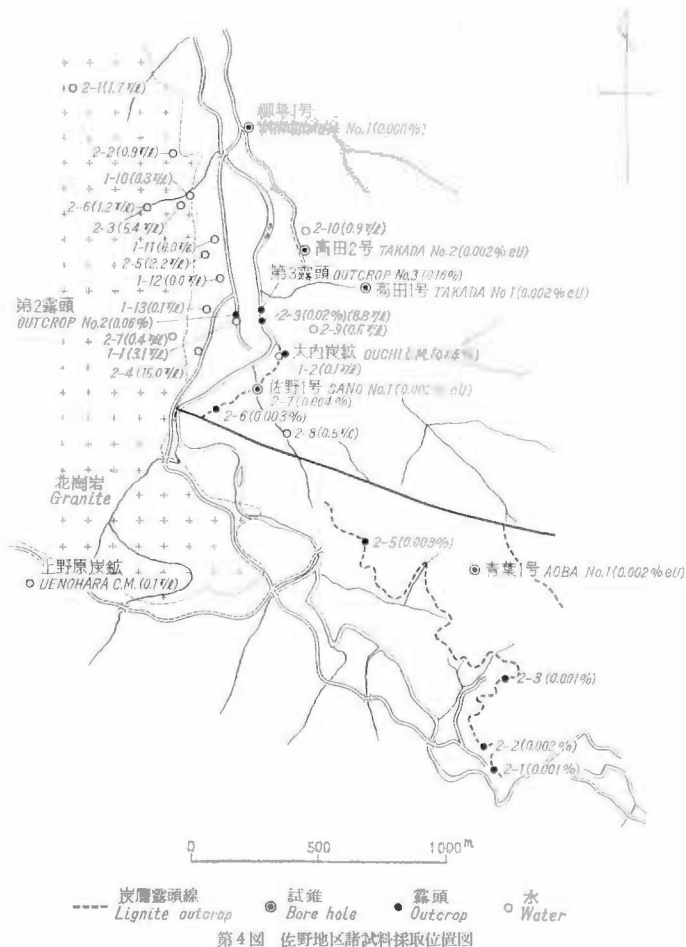 2-1(1.7γ/ℓ)
柳平1号
No.1(0.000%)
2-2(0.9γ/ℓ)
1-10(0.3γ/ℓ)
2-6(1.2γ/ℓ)
2-3(5.4γ/ℓ)
2-10(0.9γ/ℓ)
1-11(0.0γ/ℓ)
高田2号 TAKADA No.2(0.002% eU)
2-5(2.2γ/ℓ)
第3露頭 OUTCROP No.3(0.16%)
1-12(0.0γ/ℓ)
高田1号 TAKADA No.1(0.002% eU)
第2露頭
1-13(0.1γ/ℓ)
OUTCROP No.2(0.06%)
2-9(0.02%)(8.8γ/ℓ)
2-9(0.6γ/ℓ)
2-7(0.4γ/ℓ)
1-1(3.1γ/ℓ)
大内炭鉱 OUCHI
1-2(0.1γ/ℓ)
2-4(15.0γ/ℓ)
佐野1号 SANO No.1(0.002% eU)
2-7(0.004%)
2-6(0.003%)
2-8(0.5γ/ℓ)
花崗岩
Granite
2-5(0.003%)
上野原炭鉱
UENOHARA C.M.(0.1γ/ℓ)
青葉1号 AOBA No.1(0.002% eU)
2-3(0.001%)
2-2(0.002%)
2-1(0.001%)
0 500 1000m
炭層露頭線 試錐 露頭 水
Lignite outcrop Bore hole Outcrop Water
第4図 佐野地区諸試料採取位置図